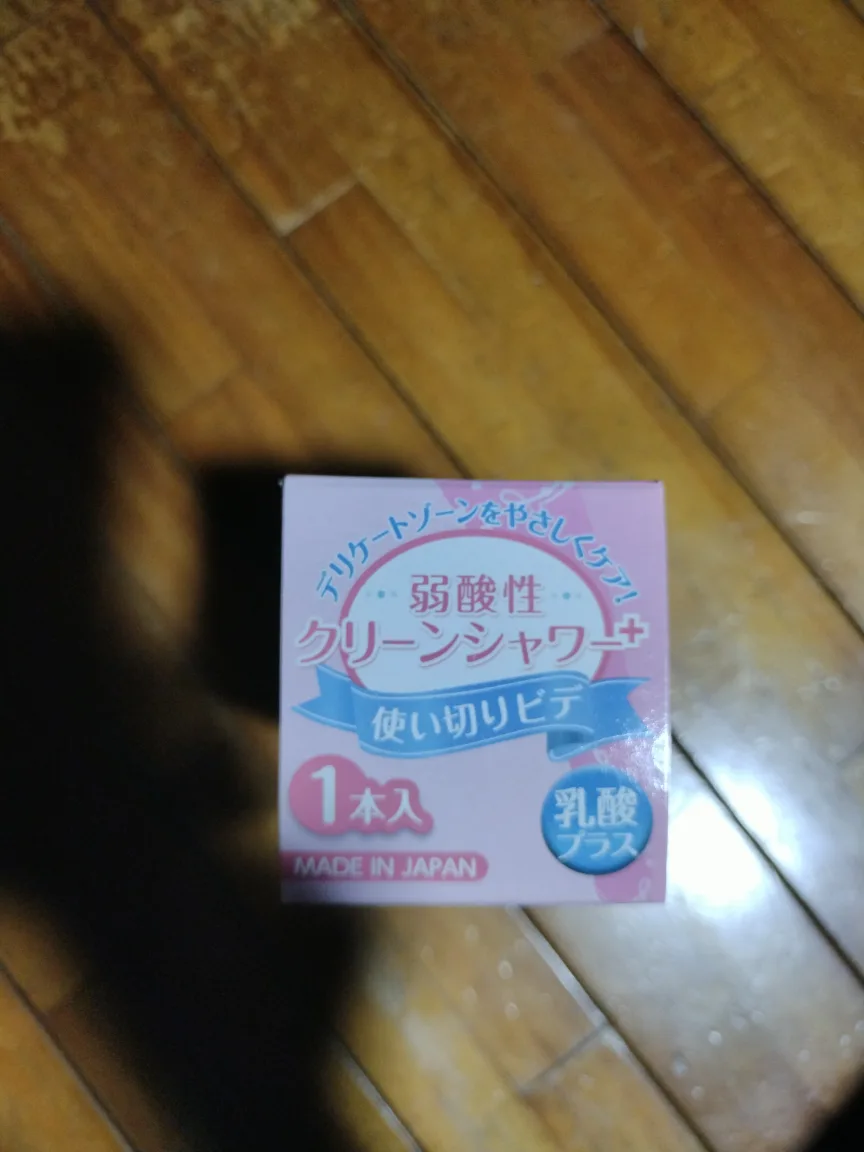 デリケートゾーンをやさしくケア!
弱酸性
クリーンシャワー+
使い切りビデ
1本入
乳酸
プラス
MADE IN JAPAN